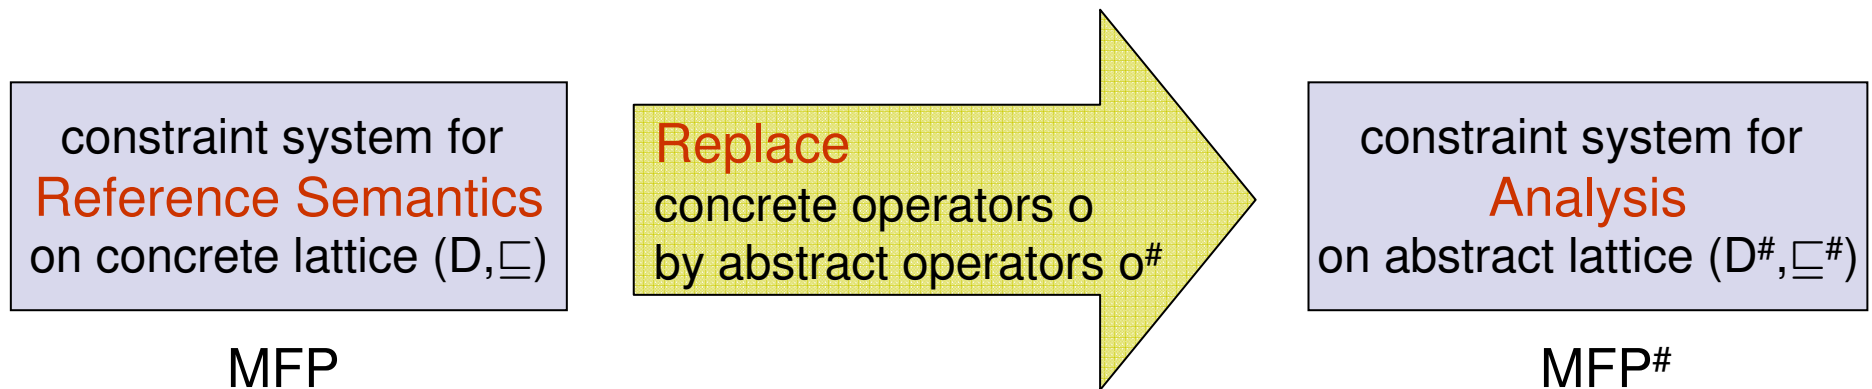 constraint system for
Reference Semantics
on concrete lattice (D,⊑)
MFP
Replace
concrete operators o
by abstract operators o#
constraint system for
Analysis
on abstract lattice (D#,⊑#)
MFP#